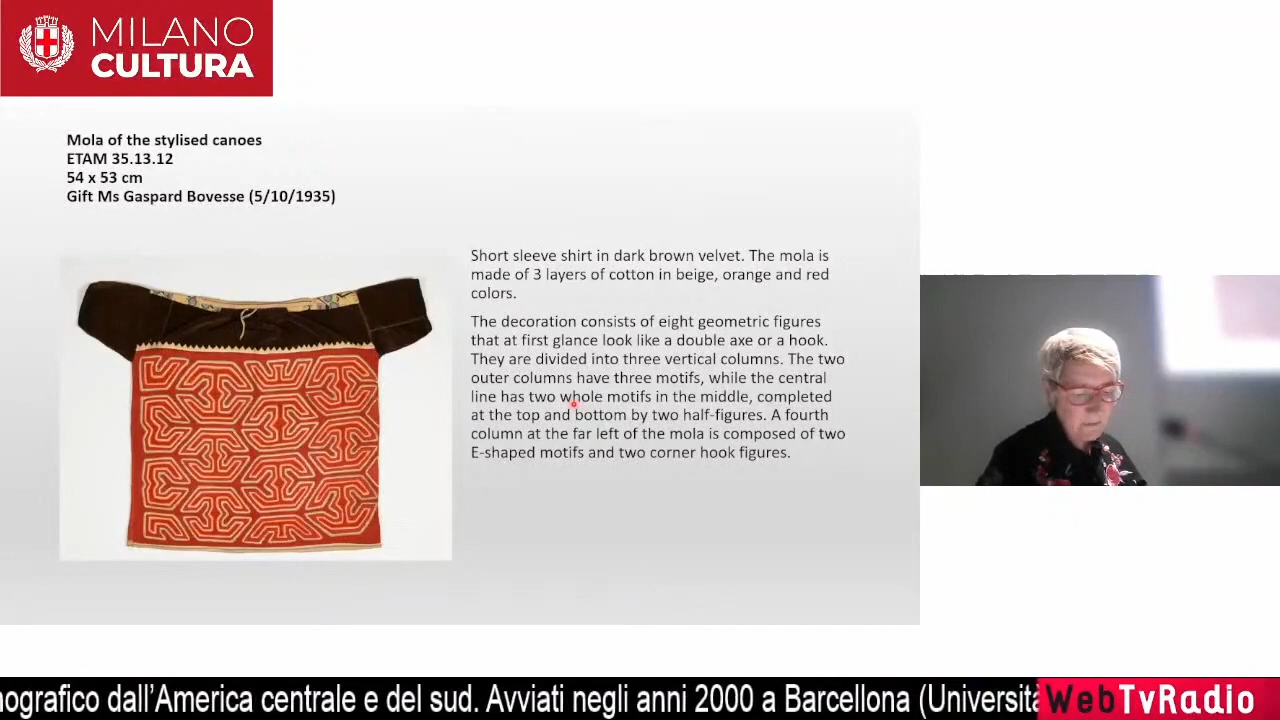 MILANO
CULTURA
Mola of the stylised canoes
ETAM 35.13.12
54 x 53 cm
Gift Ms Gaspard Bovesse (5/10/1935)
Short sleeve shirt in dark brown velvet. The mola is
made of 3 layers of cotton in beige, orange and red
colors.
The decoration consists of eight geometric figures
that at first glance look like a double axe or a hook.
They are divided into three vertical columns. The two
outer columns have three motifs, while the central
line has two whole motifs in the middle, completed
at the top and bottom by two half-figures. A fourth
column at the far left of the mola is composed of two
E-shaped motifs and two corner hook figures.
nografico dall'America centrale e del sud. Avviati negli anni 2000 a Barcellona (Università
WebTvRadio